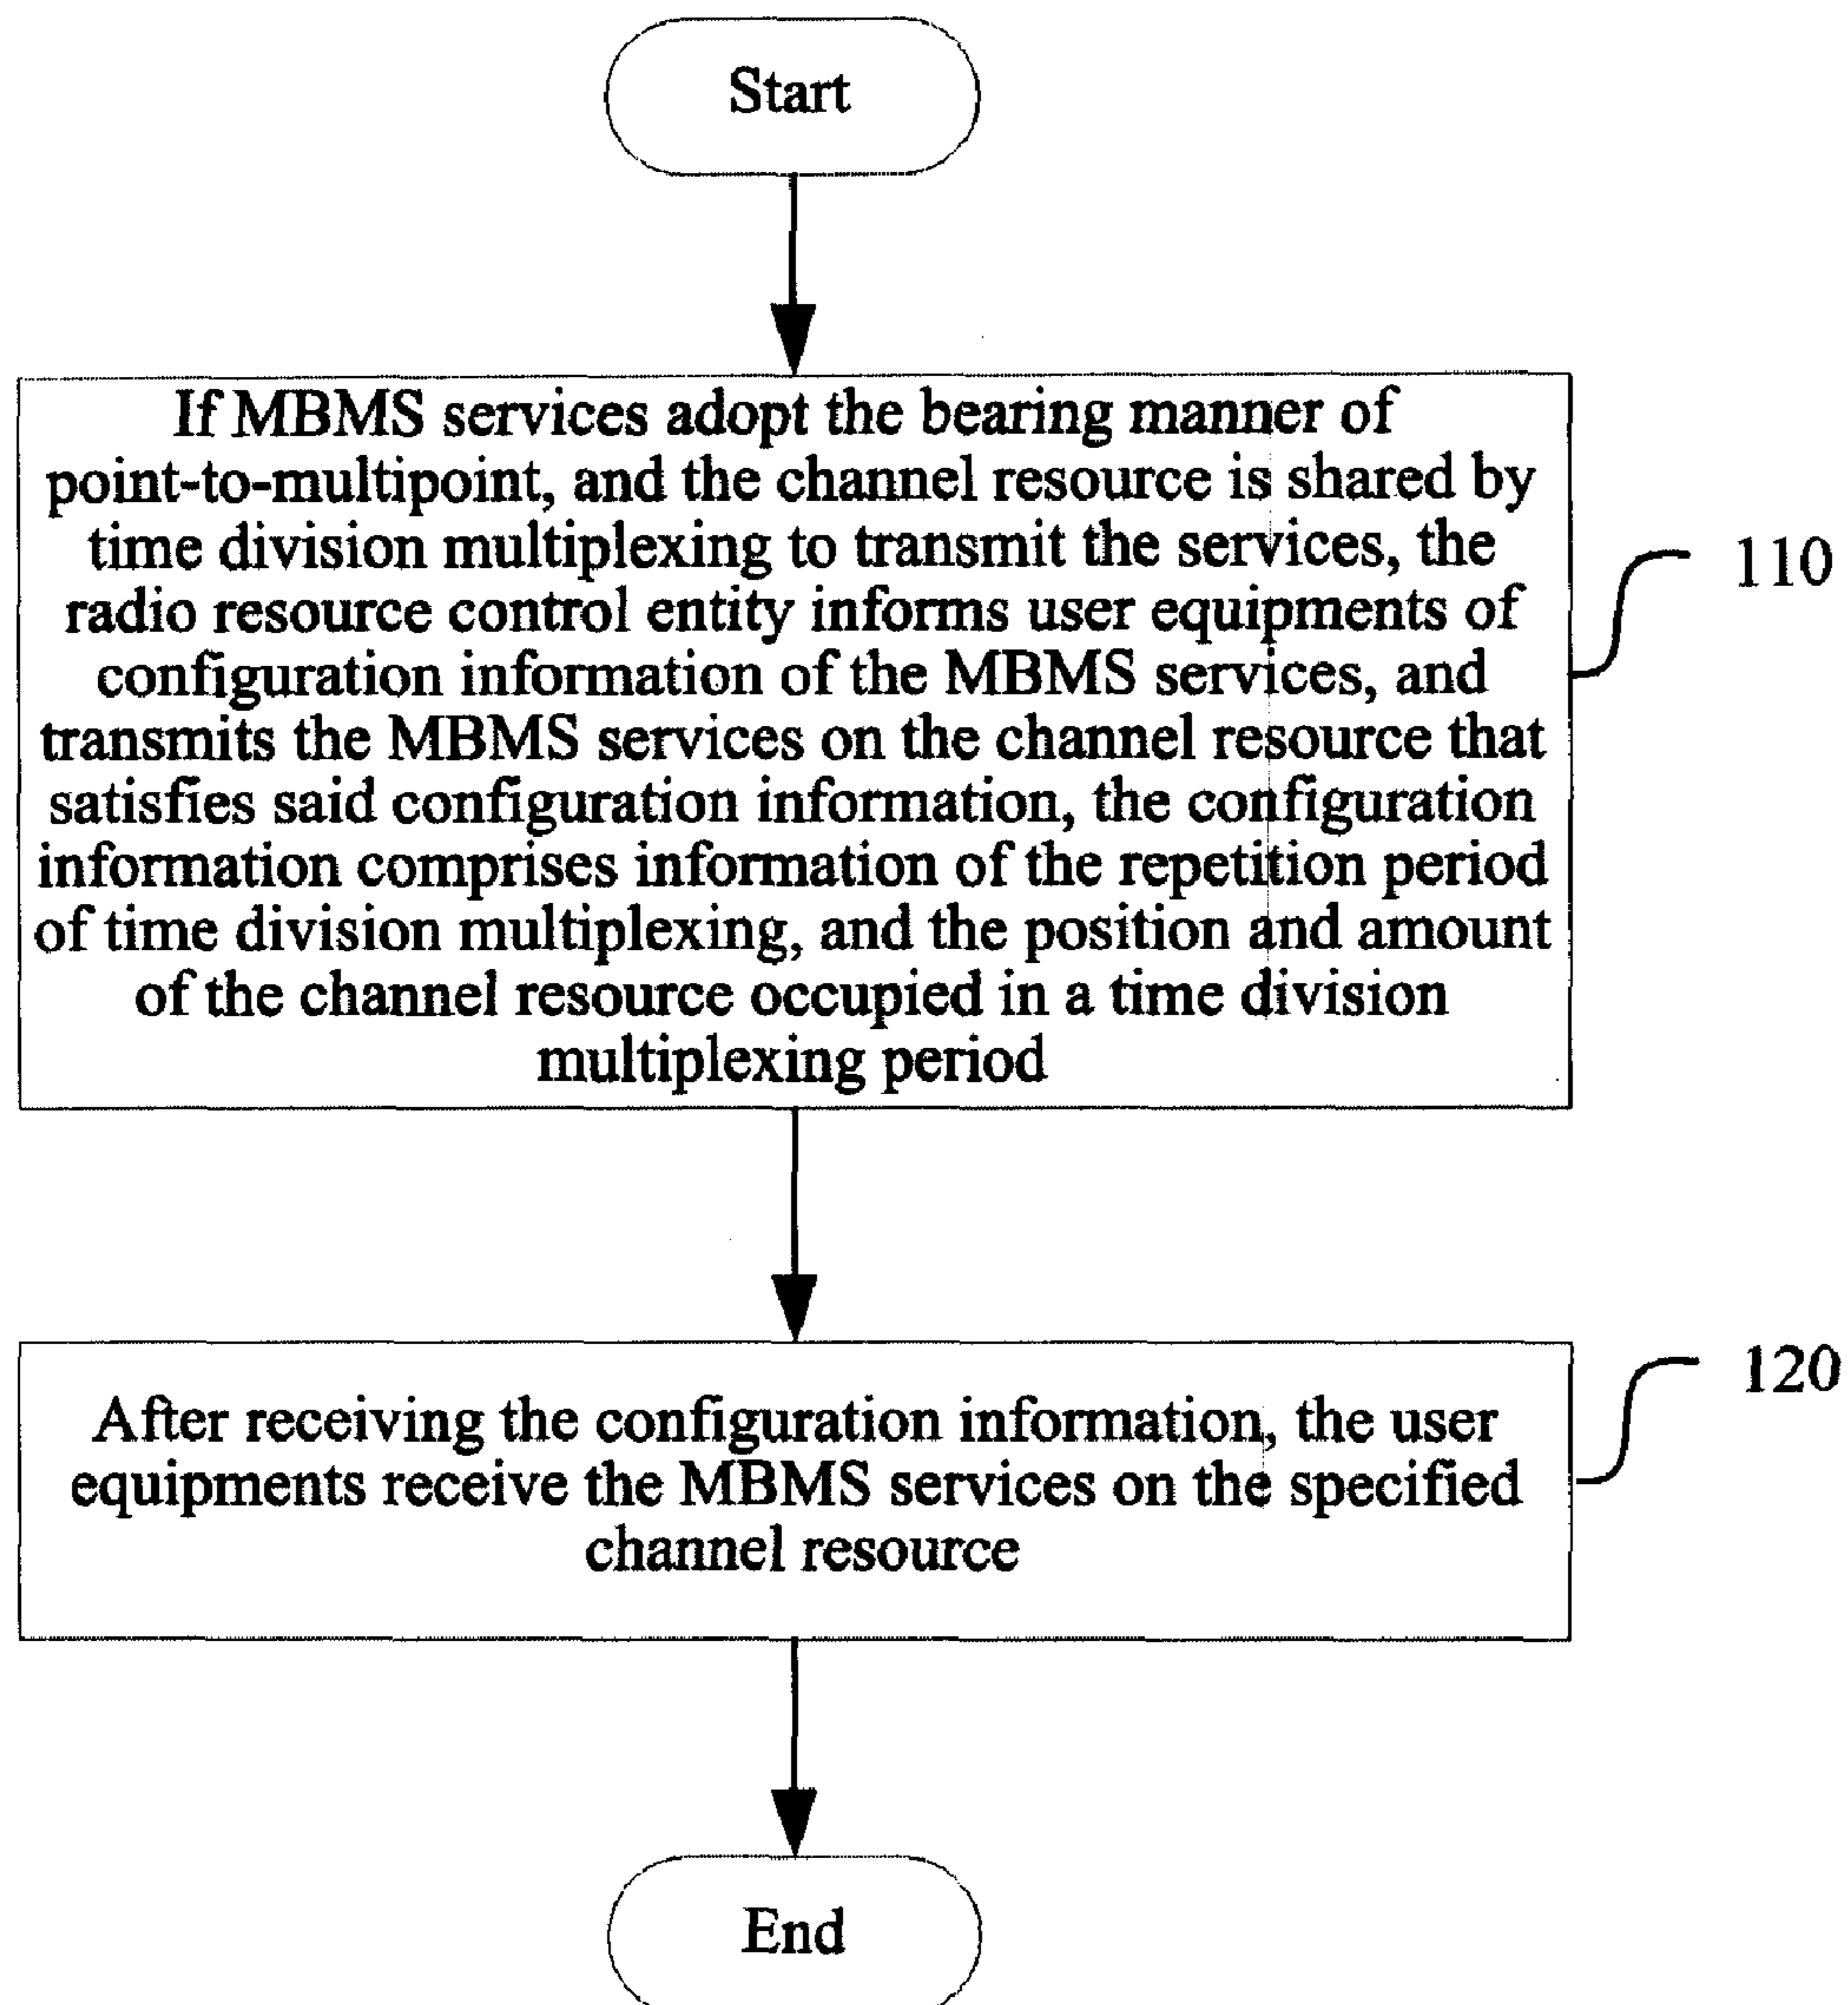 Start
If MBMS services adopt the bearing manner of
point-to-multipoint, and the channel resource is shared by
time division multiplexing to transmit the services, the
radio resource control entity informs user equipments of
configuration information of the MBMS services, and
transmits the MBMS services on the channel resource that
satisfies said configuration information, the configuration
information comprises information of the repetition period
of time division multiplexing, and the position and amount
of the channel resource occupied in a time division
multiplexing period
110
After receiving the configuration information, the user
equipments receive the MBMS services on the specified
channel resource
120
End